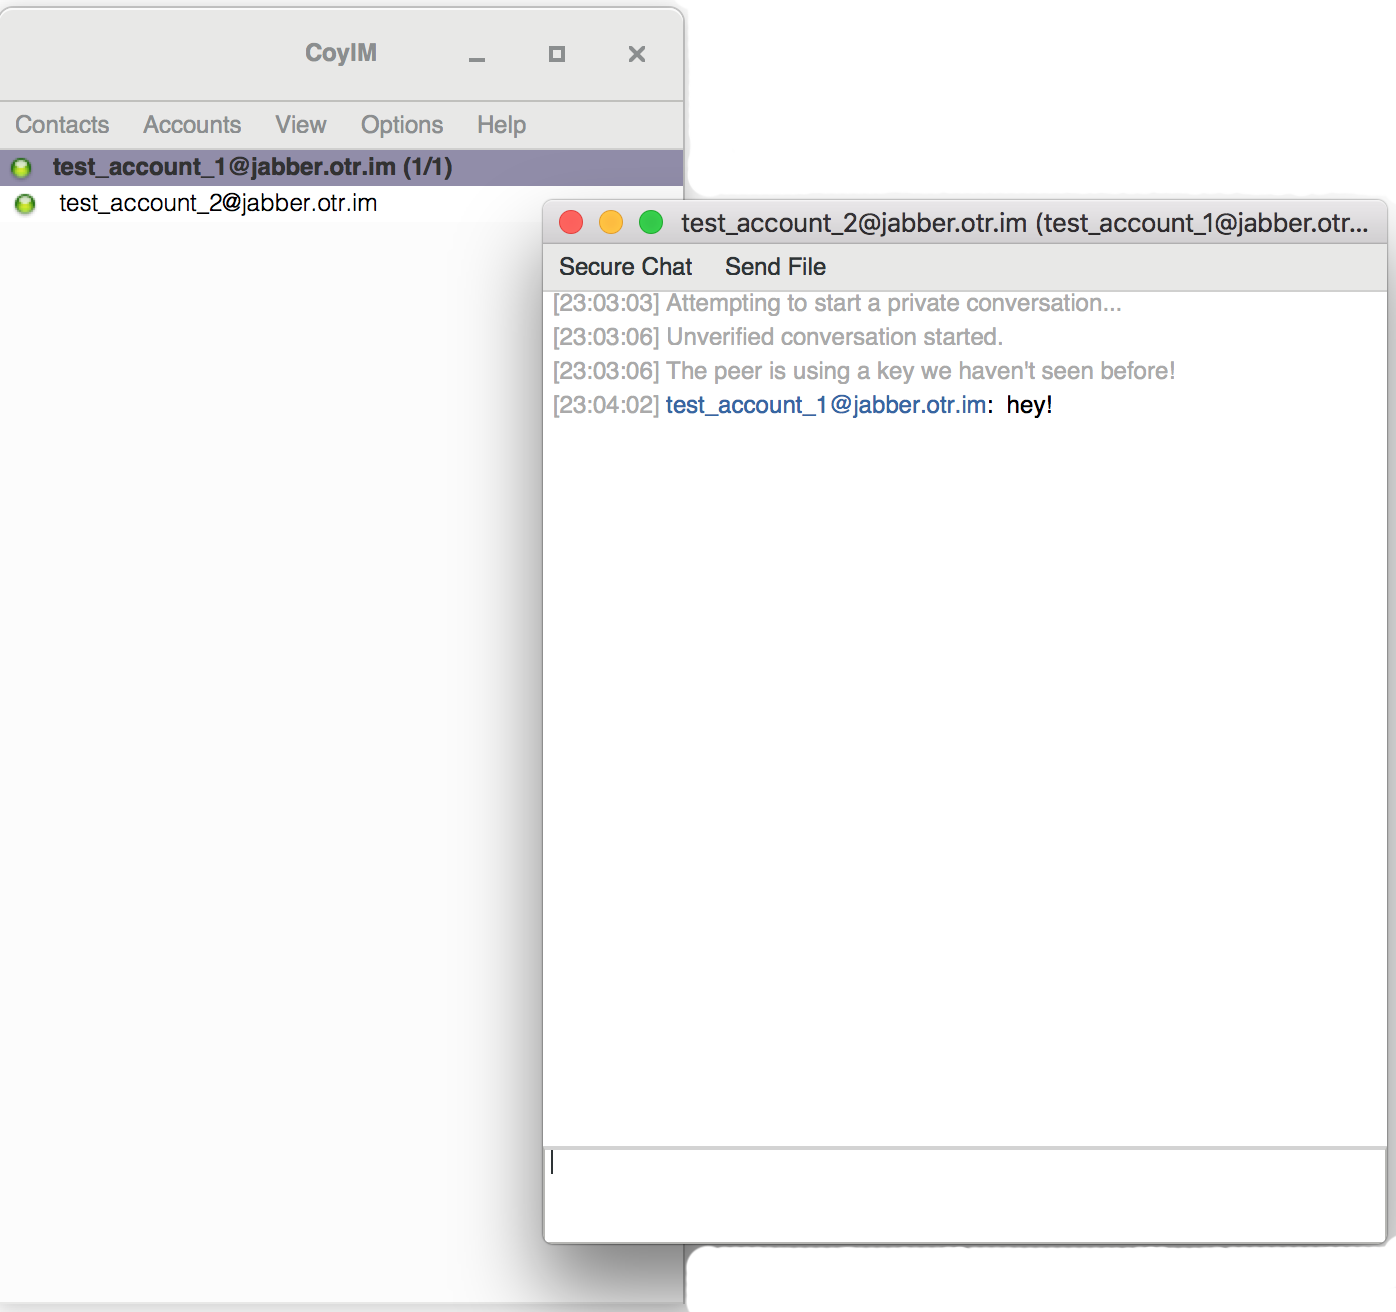 CoyIM
Contacts Accounts View Options Help
test_account_1@jabber.otr.im (1/1)
test_account_2@jabber.otr.im
test_account_2@jabber.otr.im (test_account_1@jabber.otr...
Secure Chat Send File
[23:03:03] Attempting to start a private conversation...
[23:03:06] Unverified conversation started.
[23:03:06] The peer is using a key we haven't seen before!
[23:04:02] test_account_1@jabber.otr.im: hey!